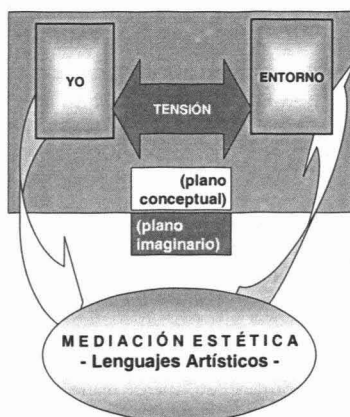 YO
ENTORNO
TENSIÓN
(plano
conceptual)
(plano
imaginario)
MEDIACIÓN ESTÉTICA
- Lenguajes Artísticos -